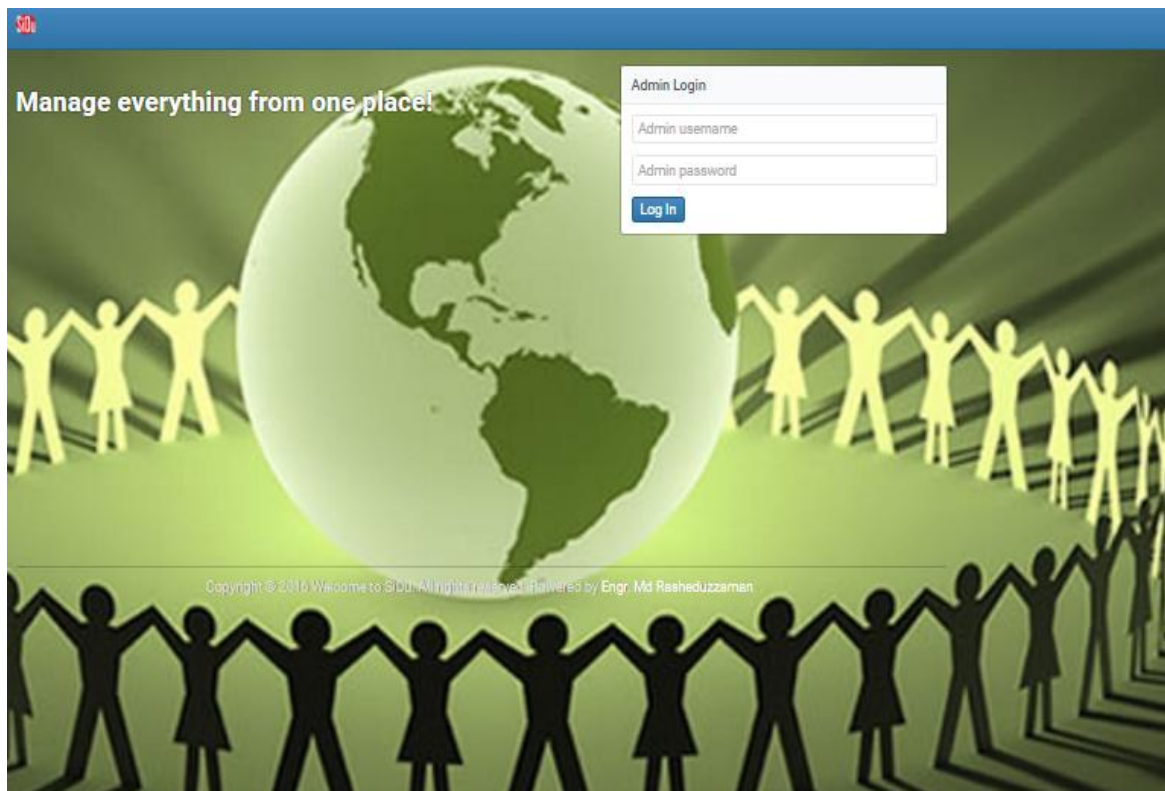 SiDu
Manage everything from one place!
Admin Login
Admin username
Admin password
Log In
Copyright © 2016 Welcome to SiDu. All rights reserved. Powered by Engr. Md Rasheduzzaman